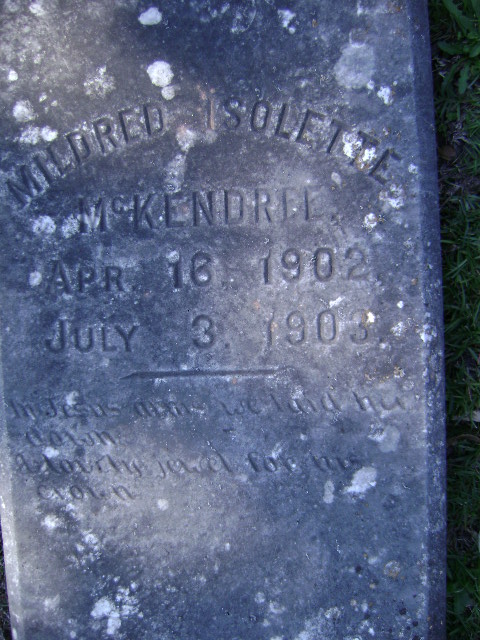 MILDRED ISOLETTE
McKENDREE.
APR. 16, 1902.
JULY 3, 1903.
In Jesus arms we laid her
down
A lovely jewel for his
crown